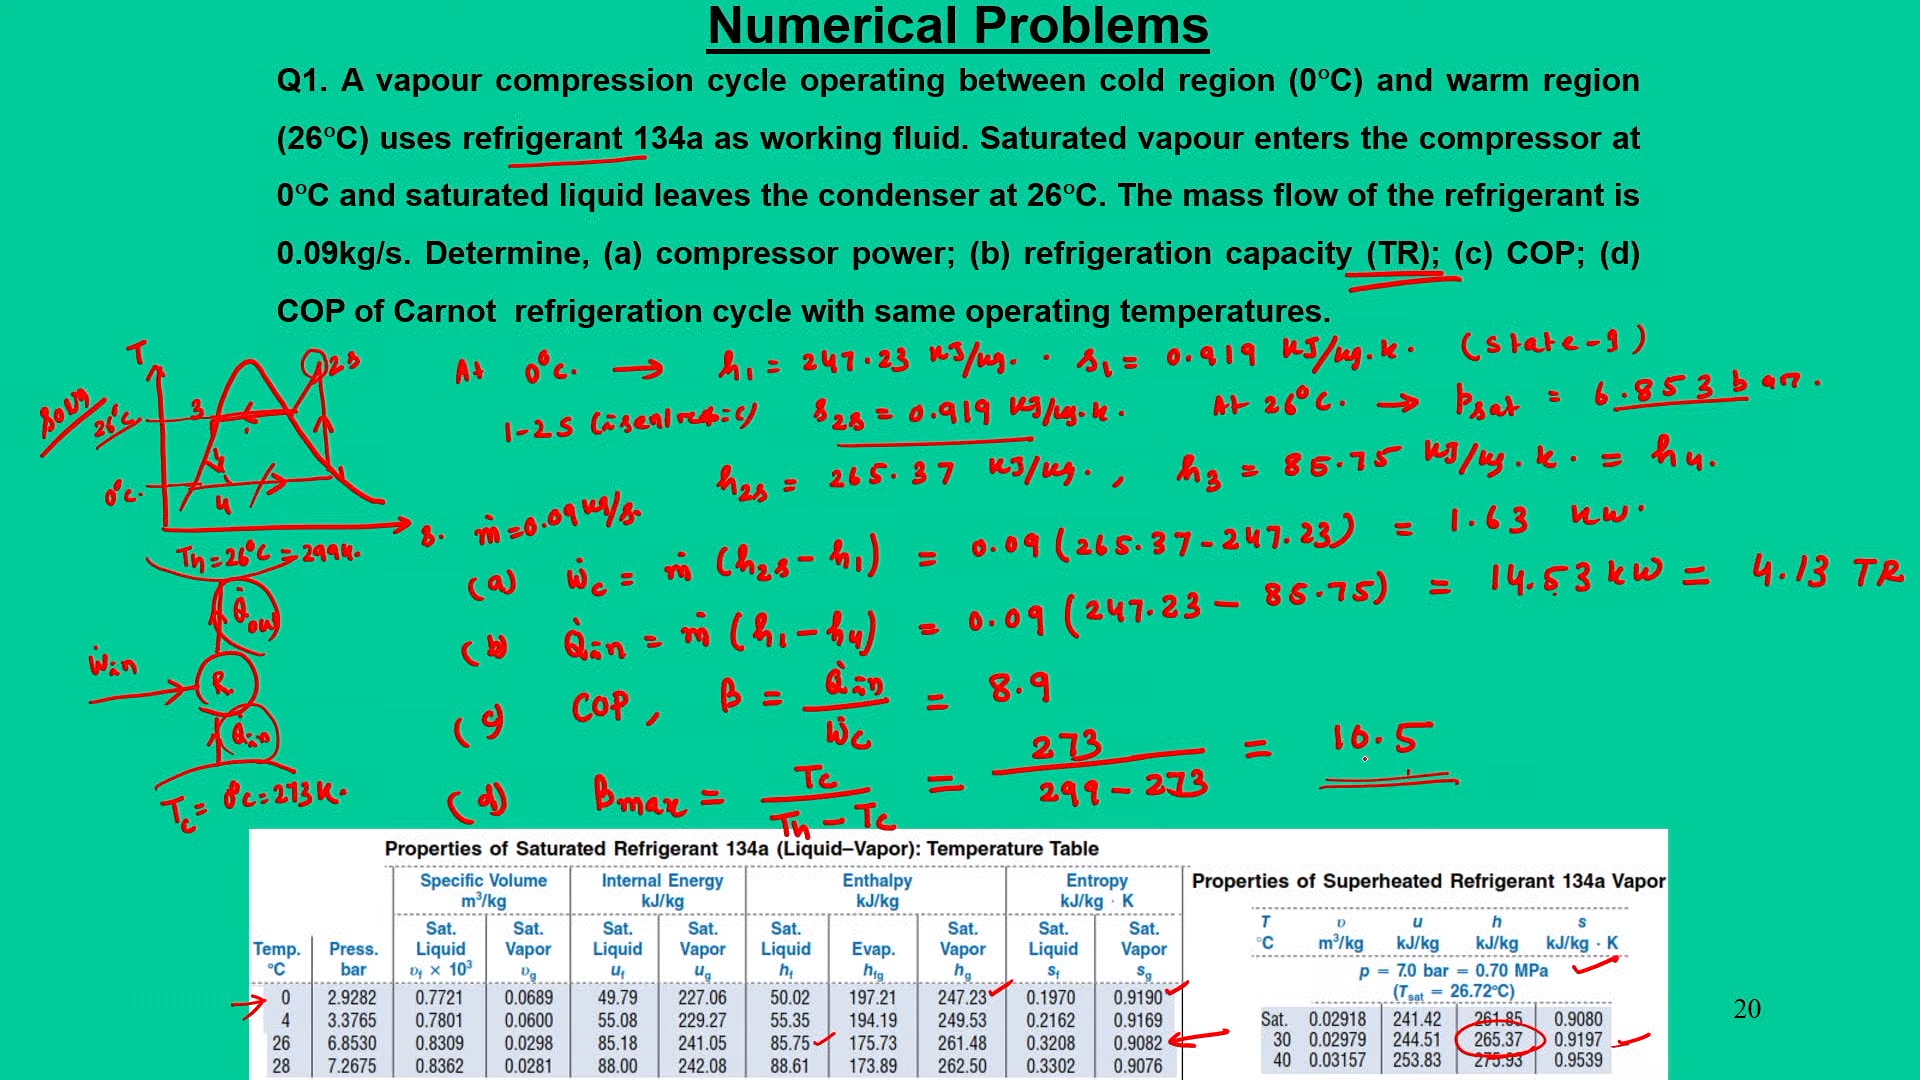 Numerical Problems
Q1. A vapour compression cycle operating between cold region (0°C) and warm region
(26°C) uses refrigerant 134a as working fluid. Saturated vapour enters the compressor at
0°C and saturated liquid leaves the condenser at 26°C. The mass flow of the refrigerant is
0.09kg/s. Determine, (a) compressor power; (b) refrigeration capacity (TR); (c) COP; (d)
COP of Carnot refrigeration cycle with same operating temperatures.
Sol^n
T
26°C.
0°C.
3
2s
4
s.
At 0°C. → h₁ = 247.23 kJ/kg. . s₁ = 0.919 kJ/kg.k. (state-1)
1-2s (isentropic) s₂s = 0.919 kJ/kg.k. At 26°C. → psat = 6.853 bar.
h₂s = 265.37 kJ/kg. , h₃ = 85.75 kJ/kg.k. = h₄.
ṁ = 0.09 kg/s.
(a) Ẇc = ṁ (h₂s - h₁) = 0.09 (265.37 - 247.23) = 1.63 kW.
(b) Q̇in = ṁ (h₁ - h₄) = 0.09 (247.23 - 85.75) = 14.53 kW = 4.13 TR
(c) COP, β = Q̇in / Ẇc = 8.9
(d) βmax = Tc / Th - Tc = 273 / 299 - 273 = 10.5
Th = 26°C = 299K.
Q̇out
Ẇin
R
Q̇in
Tc = 0°C = 273K.
Properties of Saturated Refrigerant 134a (Liquid–Vapor): Temperature Table
Specific Volume Internal Energy Enthalpy Entropy
m³/kg kJ/kg kJ/kg kJ/kg · K
Sat. Sat. Sat. Sat. Sat. Sat. Sat. Sat.
Temp. Press. Liquid Vapor Liquid Vapor Liquid Evap. Vapor Liquid Vapor
°C bar vf × 10³ vg uf ug hf hfg hg sf sg
0 2.9282 0.7721 0.0689 49.79 227.06 50.02 197.21 247.23 0.1970 0.9190
4 3.3765 0.7801 0.0600 55.08 229.27 55.35 194.19 249.53 0.2162 0.9169
26 6.8530 0.8309 0.0298 85.18 241.05 85.75 175.73 261.48 0.3208 0.9082
28 7.2675 0.8362 0.0281 88.00 242.08 88.61 173.89 262.50 0.3302 0.9076
Properties of Superheated Refrigerant 134a Vapor
T v u h s
°C m³/kg kJ/kg kJ/kg kJ/kg · K
p = 7.0 bar = 0.70 MPa
(Tsat = 26.72°C)
Sat. 0.02918 241.42 261.85 0.9080
30 0.02979 244.51 265.37 0.9197
40 0.03157 253.83 275.93 0.9539
20